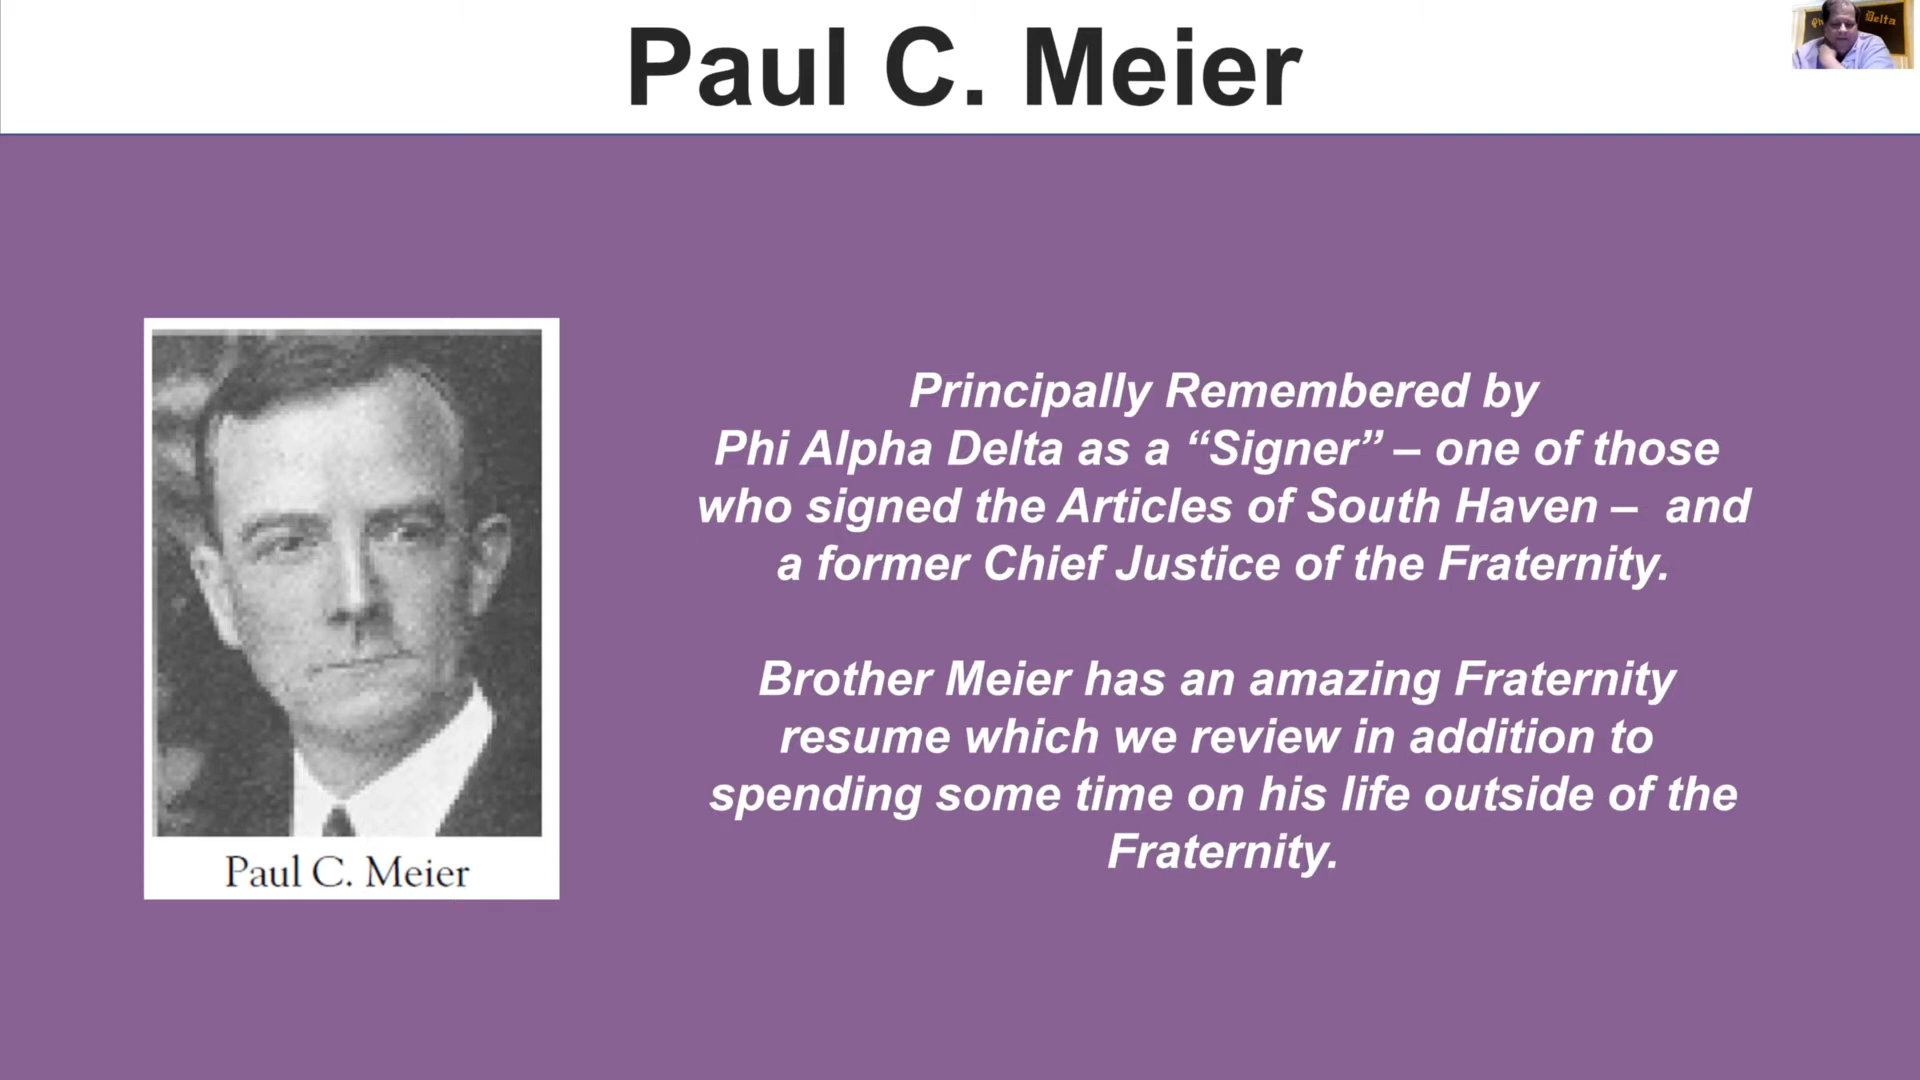 Paul C. Meier
Delta
Principally Remembered by
Phi Alpha Delta as a “Signer” – one of those
who signed the Articles of South Haven – and
a former Chief Justice of the Fraternity.
Brother Meier has an amazing Fraternity
resume which we review in addition to
spending some time on his life outside of the
Fraternity.
Paul C. Meier